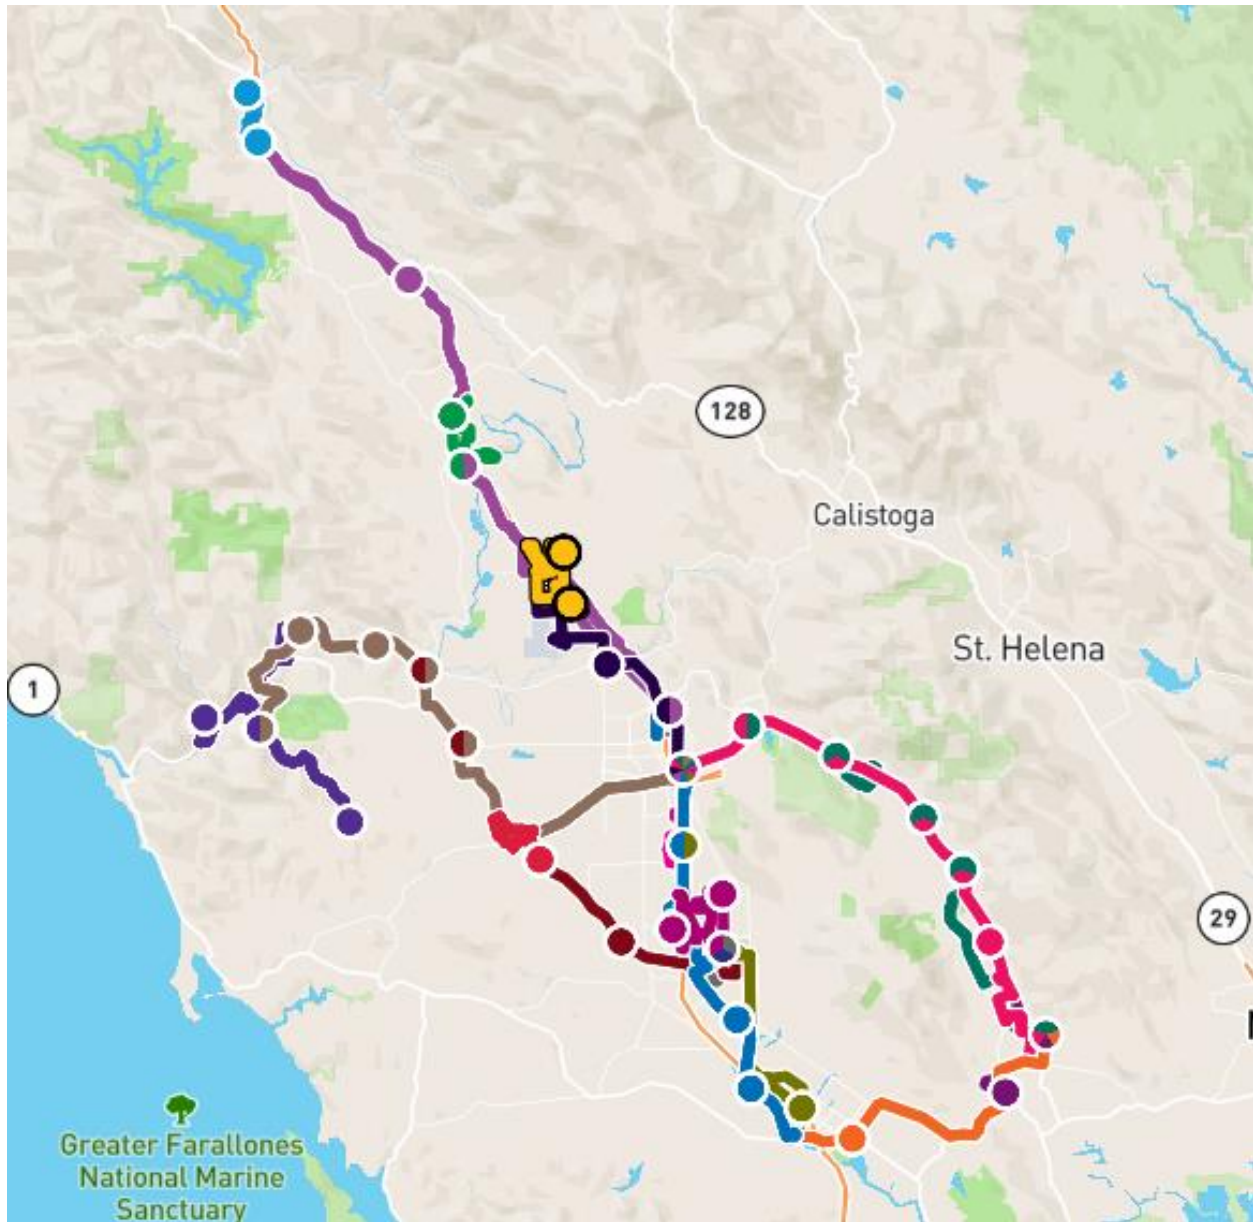 128
Calistoga
St. Helena
1
29
Greater Farallones
National Marine
Sanctuary